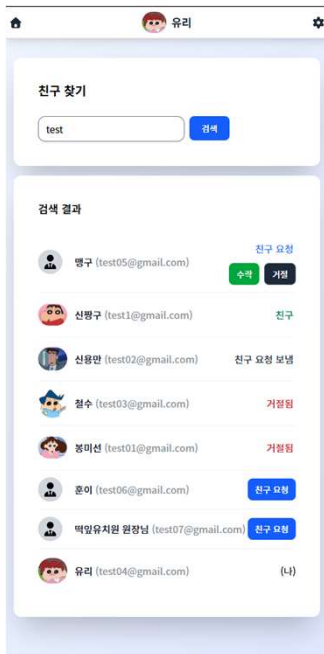 유리
친구 찾기
test
검색
검색 결과
맹구 (test05@gmail.com)
친구 요청
수락 거절
신짱구 (test1@gmail.com) 친구
신용만 (test02@gmail.com) 친구 요청 보냄
철수 (test03@gmail.com) 거절됨
봉미선 (test01@gmail.com) 거절됨
훈이 (test06@gmail.com) 친구 요청
떡잎유치원 원장님 (test07@gmail.com) 친구 요청
유리 (test04@gmail.com) (나)